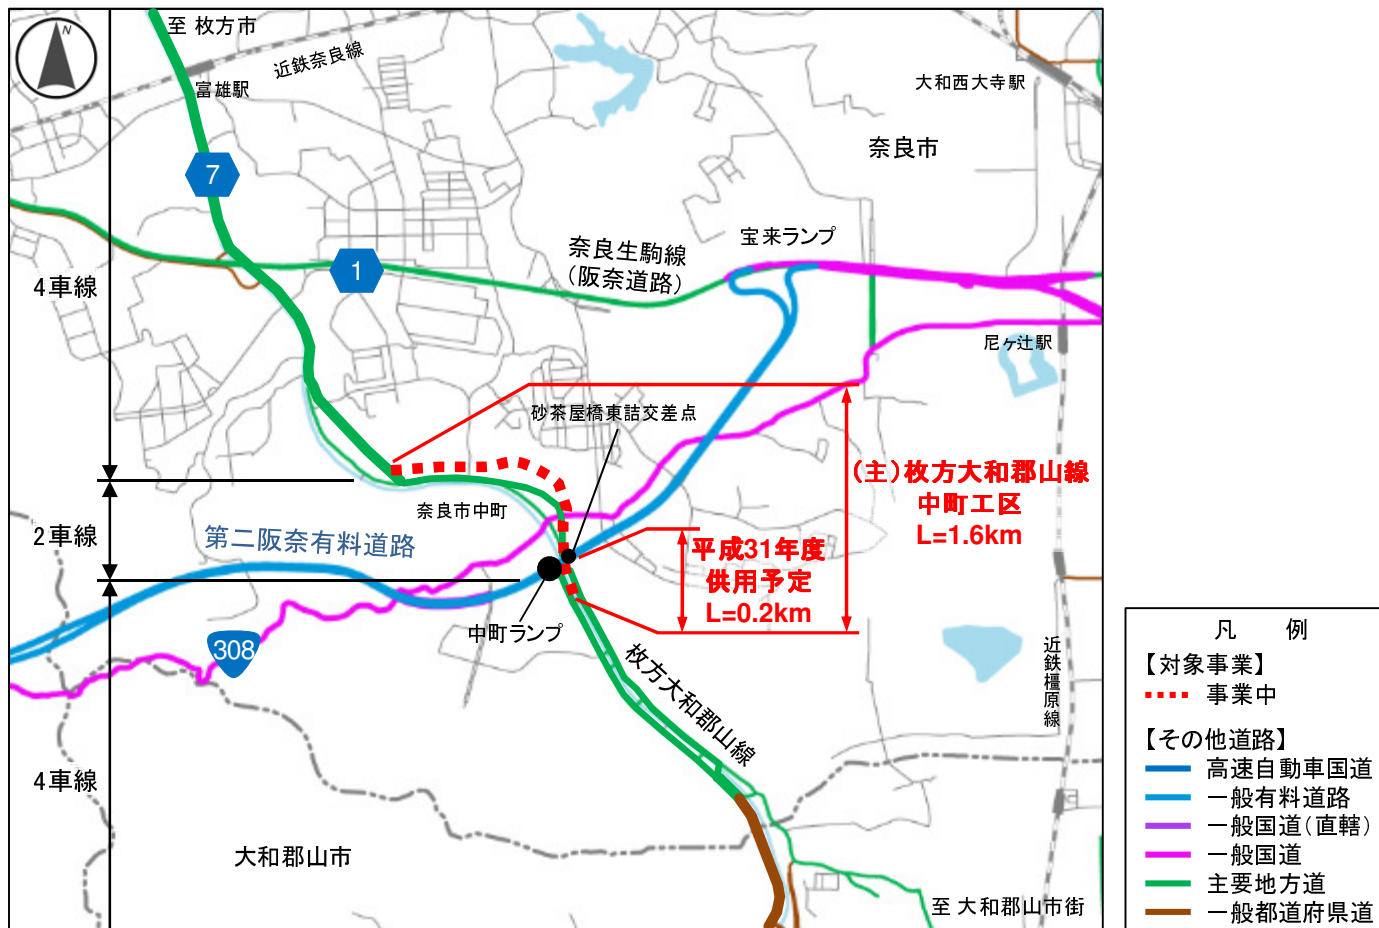 N
至 枚方市
近鉄奈良線
富雄駅
大和西大寺駅
奈良市
7
宝来ランプ
奈良生駒線
（阪奈道路）
1
4車線
尼ヶ辻駅
砂茶屋橋東詰交差点
（主）枚方大和郡山線
中町工区
L=1.6km
奈良市中町
2車線
第二阪奈有料道路
平成31年度
供用予定
L=0.2km
中町ランプ
308
枚方大和郡山線
近鉄橿原線
4車線
大和郡山市
至 大和郡山市街
凡　例
【対象事業】
事業中
【その他道路】
高速自動車国道
一般有料道路
一般国道（直轄）
一般国道
主要地方道
一般都道府県道